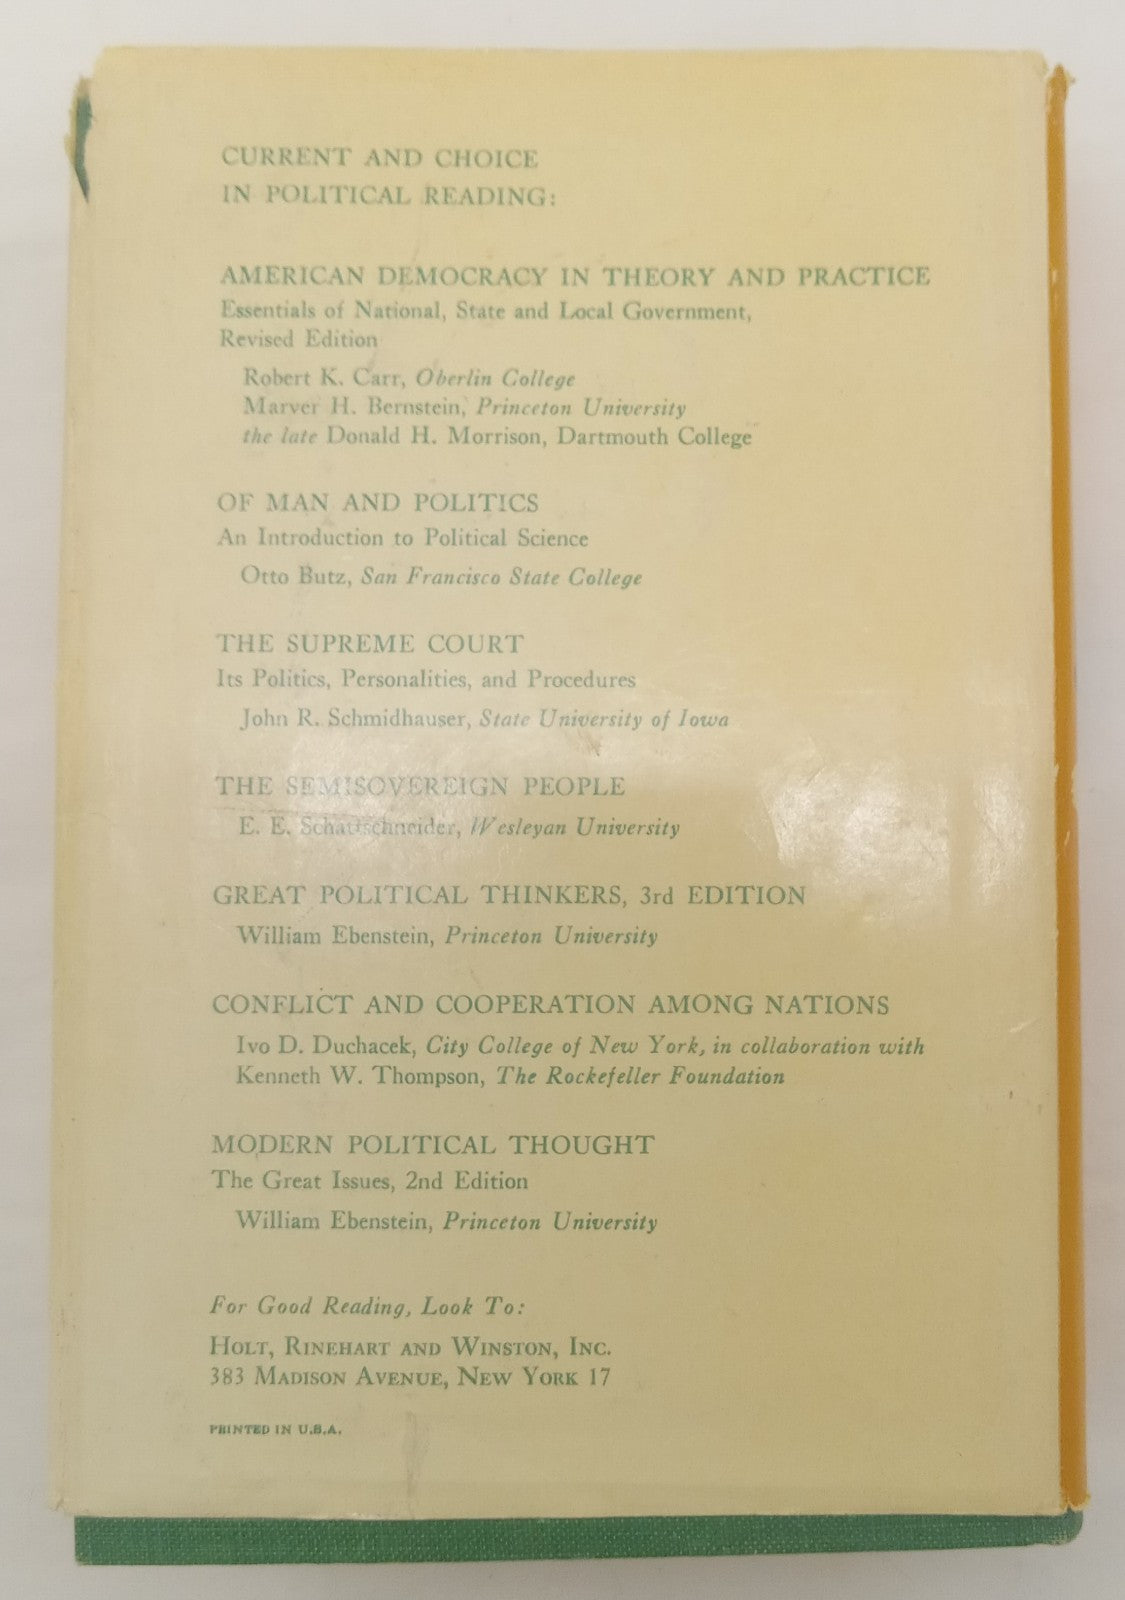 CURRENT AND CHOICE
IN POLITICAL READING:
AMERICAN DEMOCRACY IN THEORY AND PRACTICE
Essentials of National, State and Local Government,
Revised Edition
Robert K. Carr, Oberlin College
Marver H. Bernstein, Princeton University
the late Donald H. Morrison, Dartmouth College
OF MAN AND POLITICS
An Introduction to Political Science
Otto Butz, San Francisco State College
THE SUPREME COURT
Its Politics, Personalities, and Procedures
John R. Schmidhauser, State University of Iowa
THE SEMISOVEREIGN PEOPLE
E. E. Schattschneider, Wesleyan University
GREAT POLITICAL THINKERS, 3rd EDITION
William Ebenstein, Princeton University
CONFLICT AND COOPERATION AMONG NATIONS
Ivo D. Duchacek, City College of New York, in collaboration with
Kenneth W. Thompson, The Rockefeller Foundation
MODERN POLITICAL THOUGHT
The Great Issues, 2nd Edition
William Ebenstein, Princeton University
For Good Reading, Look To:
HOLT, RINEHART AND WINSTON, INC.
383 MADISON AVENUE, NEW YORK 17
PRINTED IN U.S.A.